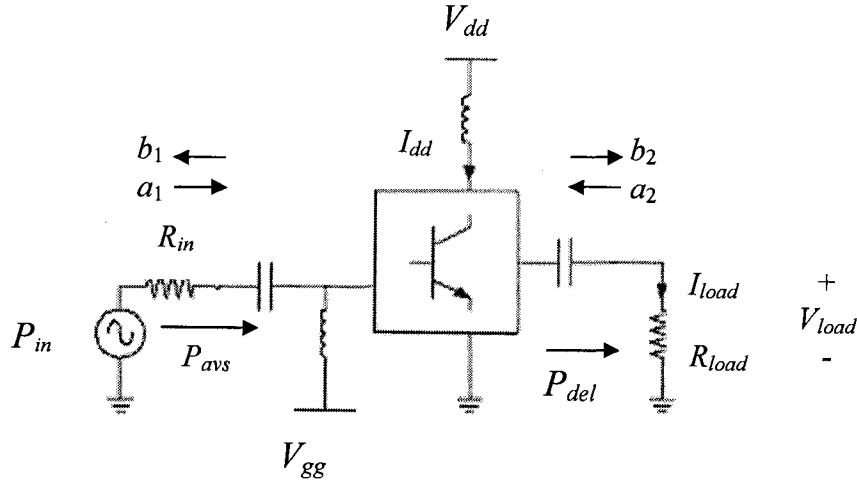 V_dd
b_1
a_1
I_dd
b_2
a_2
R_in
P_in
P_avs
V_gg
P_del
I_load
R_load
+
V_load
-